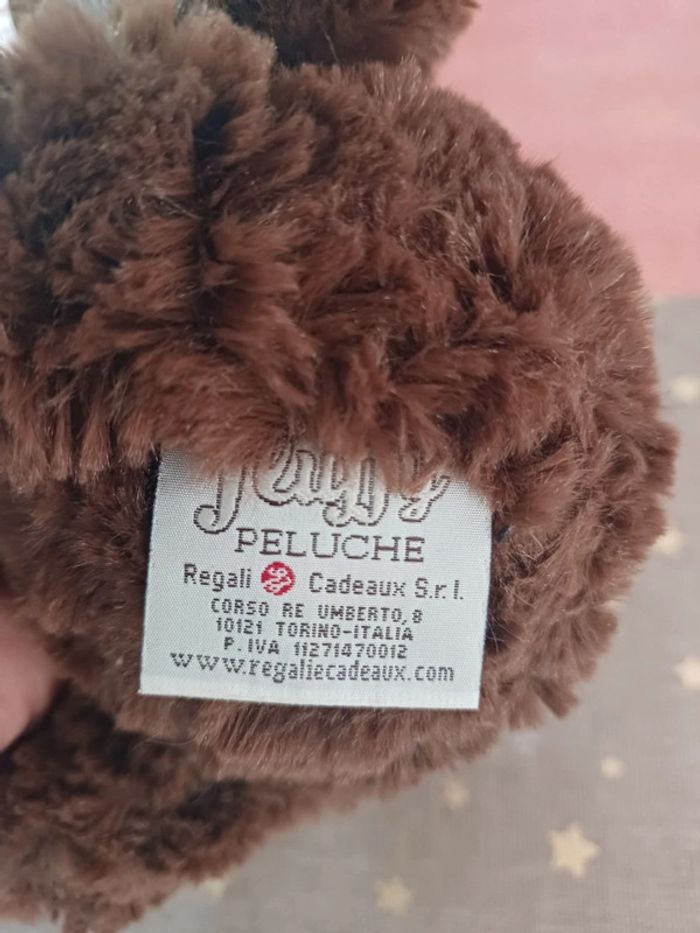 PELUCHE
Regali Cadeaux S.r.l.
CORSO RE UMBERTO, 8
10121 TORINO-ITALIA
P. IVA 11271470012
www.regaliecadeaux.com